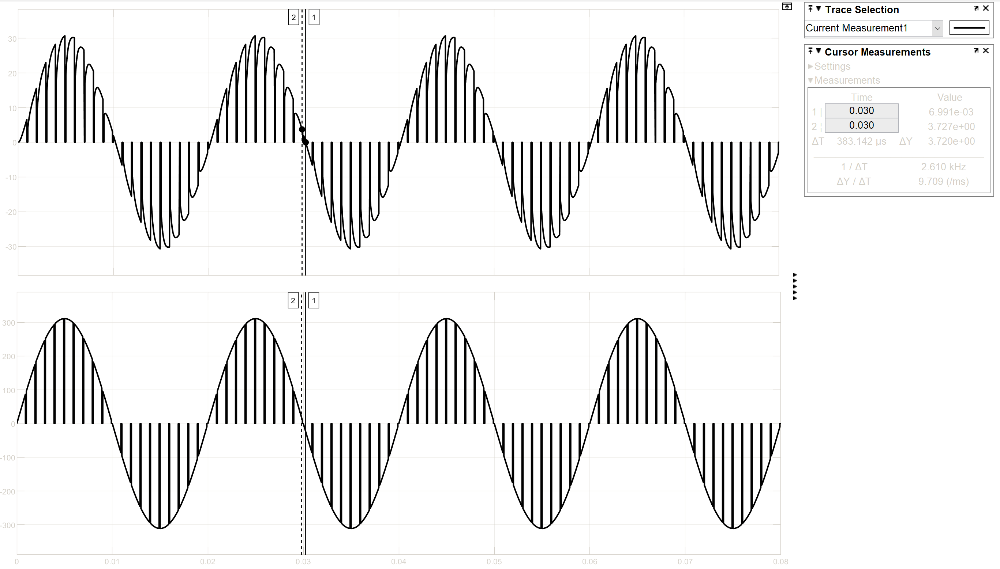 2 1
Trace Selection
Current Measurement1
Cursor Measurements
Settings
Measurements
Time Value
1 | 0.030 6.991e-03
2 ¦ 0.030 3.727e+00
ΔT 383.142 µs ΔY 3.720e+00
1 / ΔT 2.610 kHz
ΔY / ΔT 9.709 (/ms)
30
20
10
0
-10
-20
-30
2 1
300
200
100
0
-100
-200
-300
0 0.01 0.02 0.03 0.04 0.05 0.06 0.07 0.08